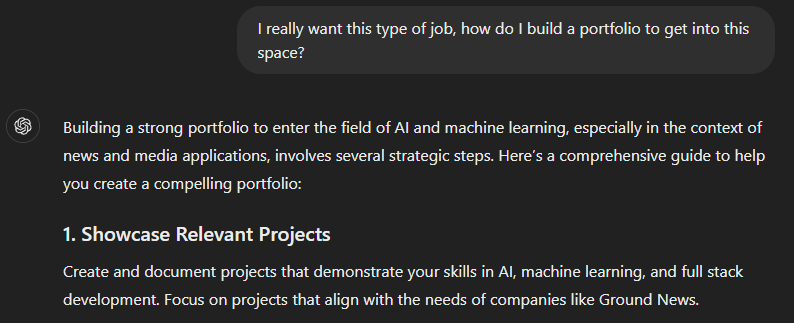 I really want this type of job, how do I build a portfolio to get into this
space?
Building a strong portfolio to enter the field of AI and machine learning, especially in the context of
news and media applications, involves several strategic steps. Here's a comprehensive guide to help
you create a compelling portfolio:
1. Showcase Relevant Projects
Create and document projects that demonstrate your skills in AI, machine learning, and full stack
development. Focus on projects that align with the needs of companies like Ground News.